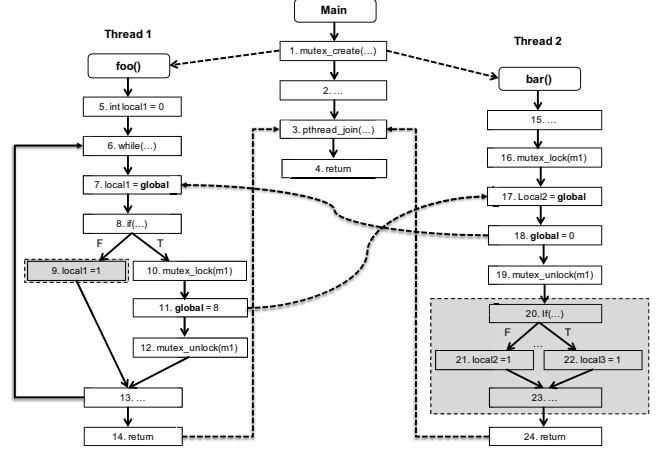 Main
Thread 1
1. mutex_create(…)
Thread 2
foo()
bar()
2. …
5. int local1 = 0
3. pthread_join(…)
15. …
6. while(…)
4. return
16. mutex_lock(m1)
7. local1 = global
17. Local2 = global
8. if(…)
18. global = 0
F
T
9. local1 =1
10. mutex_lock(m1)
19. mutex_unlock(m1)
11. global = 8
20. If(…)
F
T
12. mutex_unlock(m1)
…
21. local2 =1
22. local3 = 1
13. …
23. …
14. return
24. return